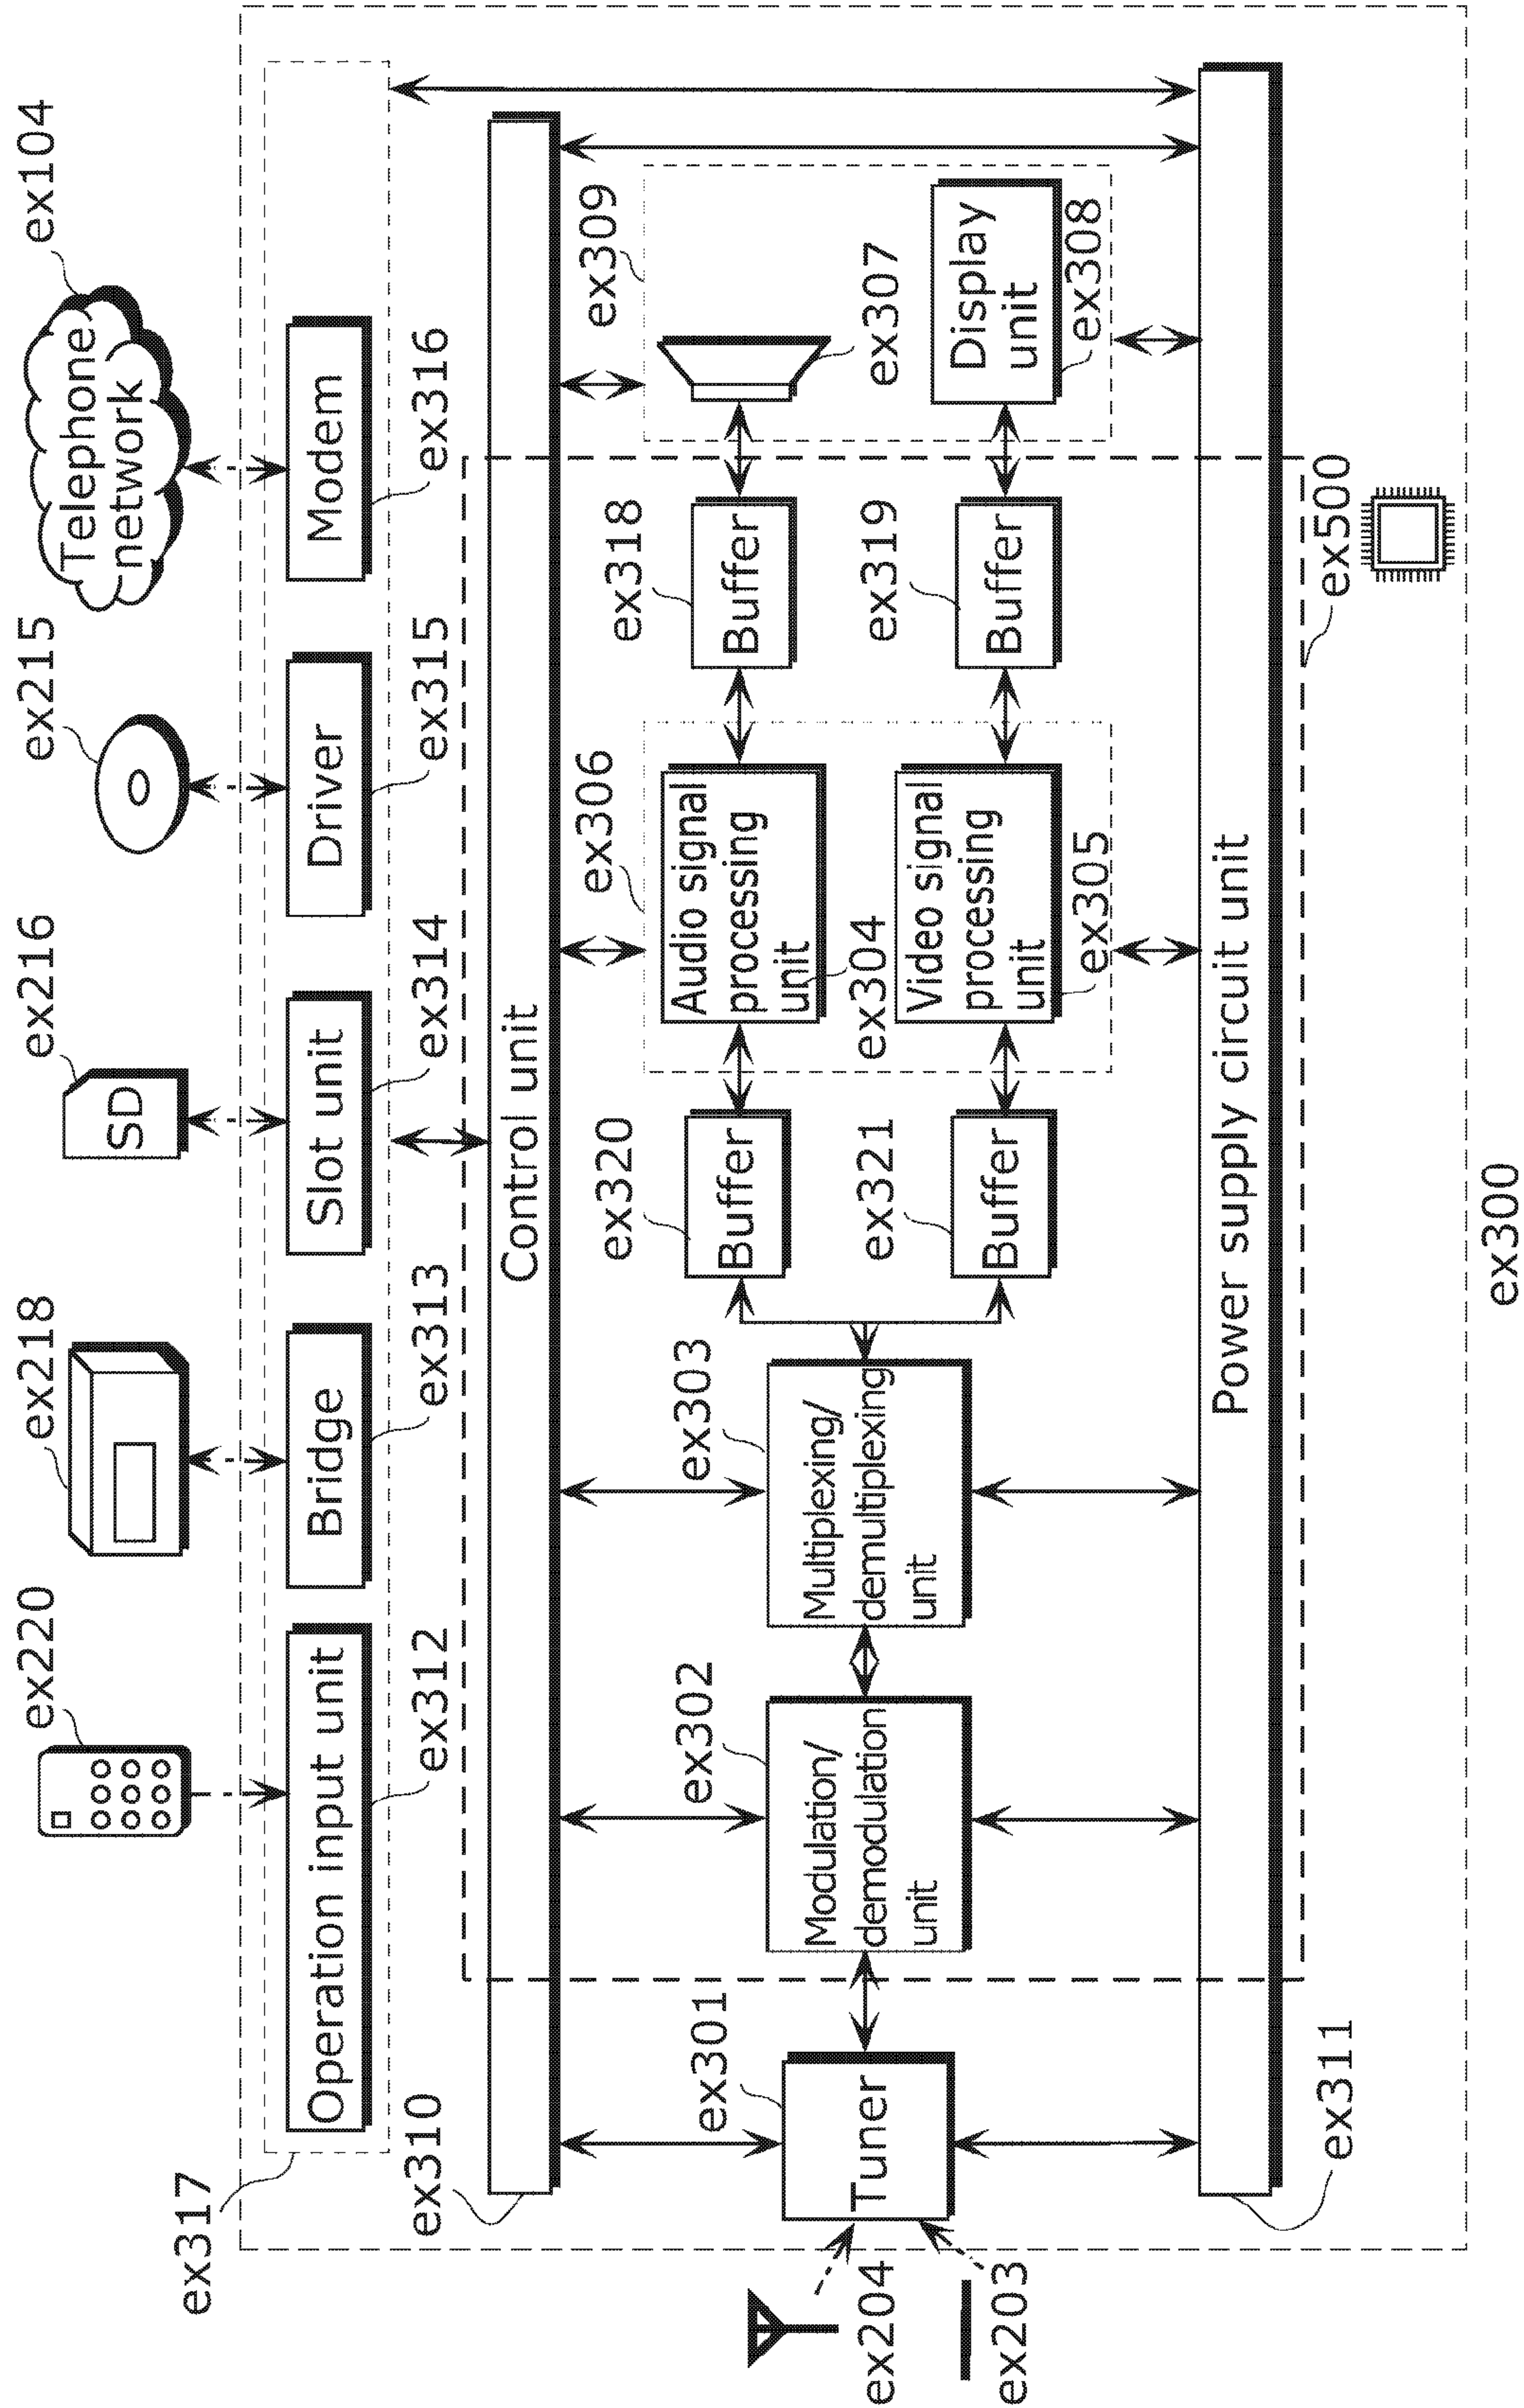 ex220
ex218
ex216
ex215
ex104
SD
Telephone
network
ex317
Operation input unit
Bridge
Slot unit
Driver
Modem
ex312
ex313
ex314
ex315
ex316
ex310
Control unit
ex301
Tuner
ex204
ex203
ex302
Modulation/
demodulation
unit
ex303
Multiplexing/
demultiplexing
unit
ex320
Buffer
ex321
Buffer
ex306
Audio signal
processing
unit
ex304
Video signal
processing
unit
ex305
ex318
Buffer
ex319
Buffer
ex309
ex307
Display
unit
ex308
Power supply circuit unit
ex311
ex500
ex300